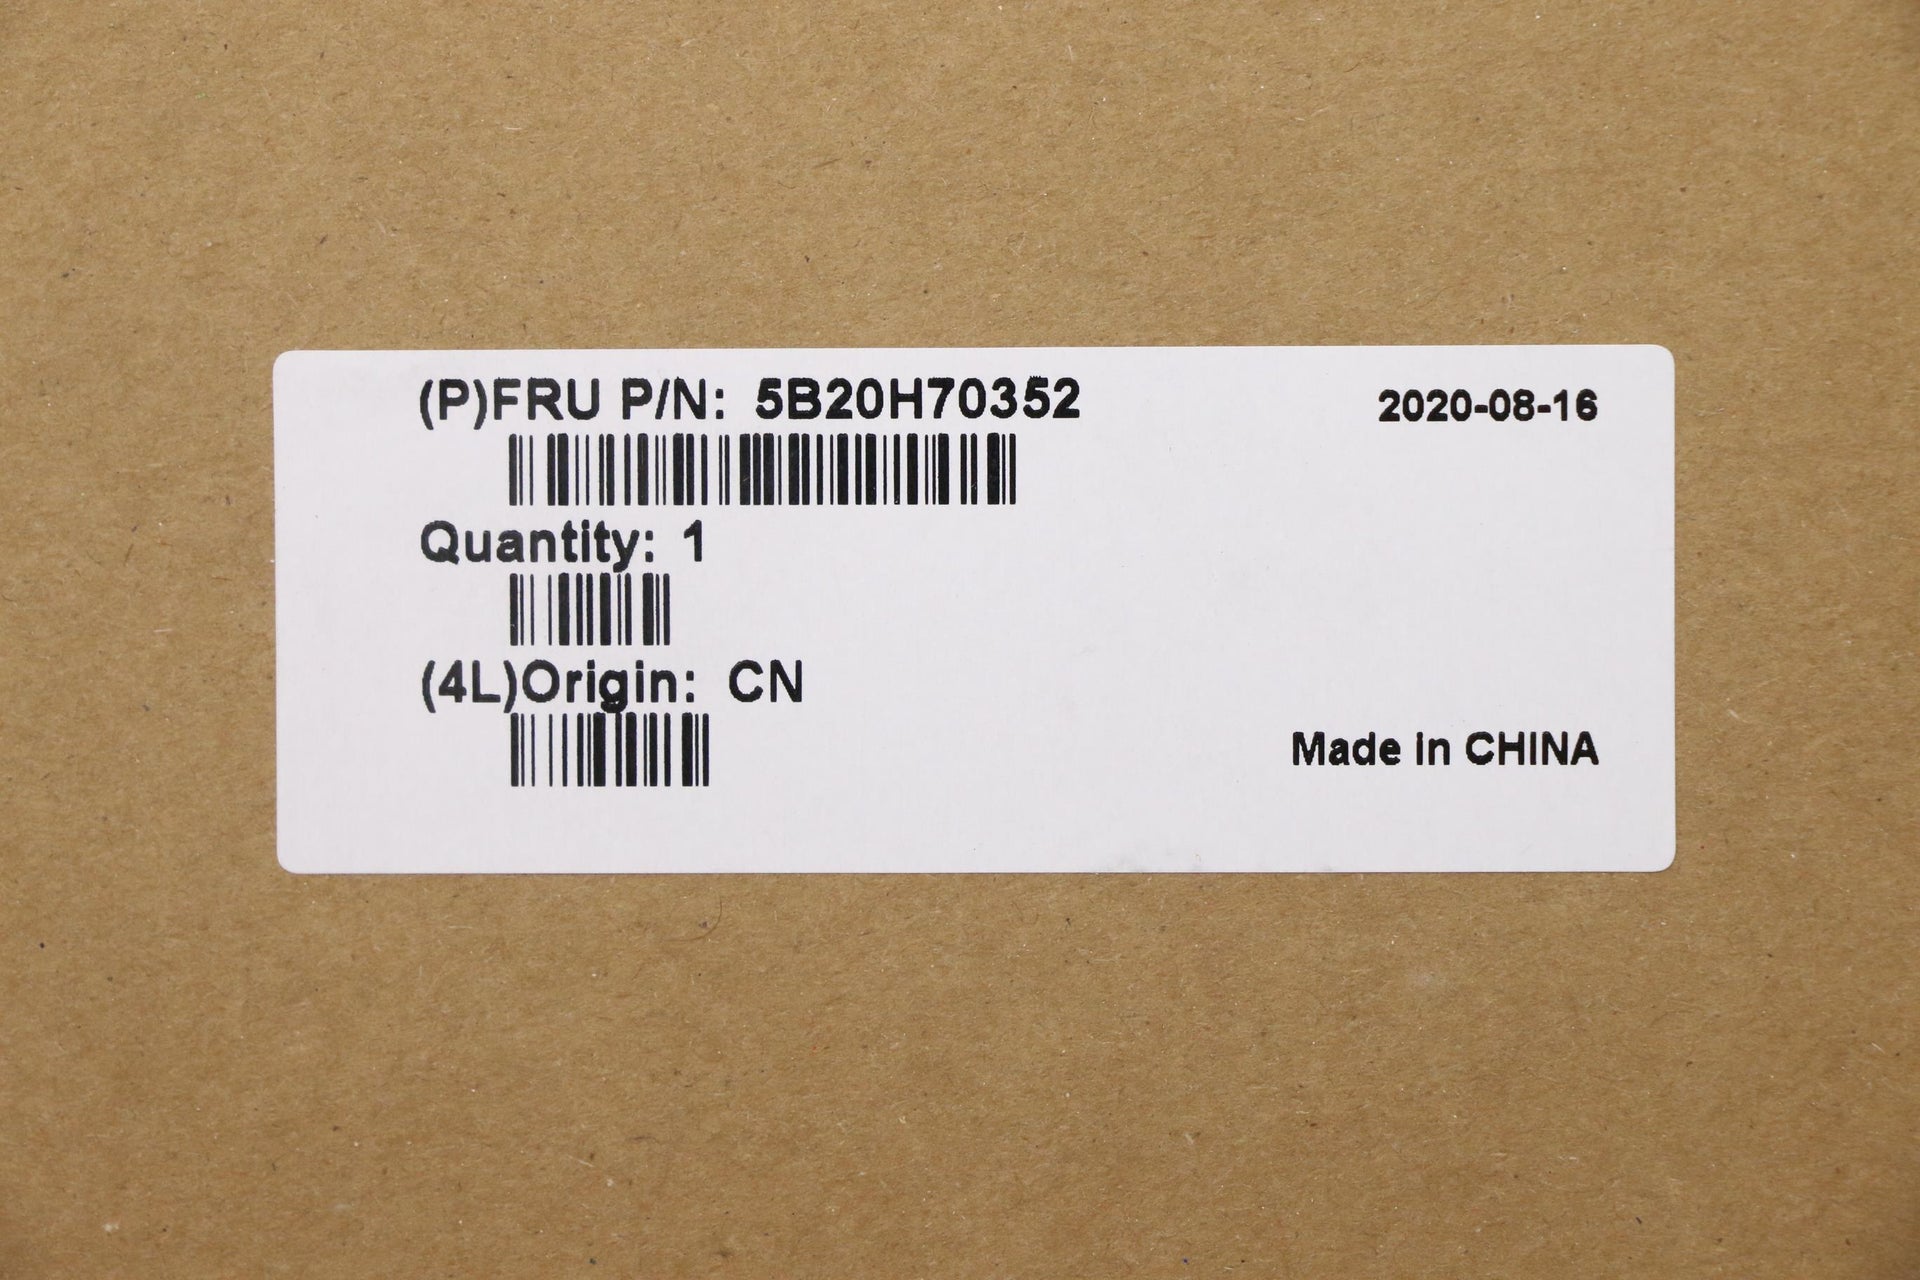 (P)FRU P/N: 5B20H70352
2020-08-16
Quantity: 1
(4L)Origin: CN
Made in CHINA